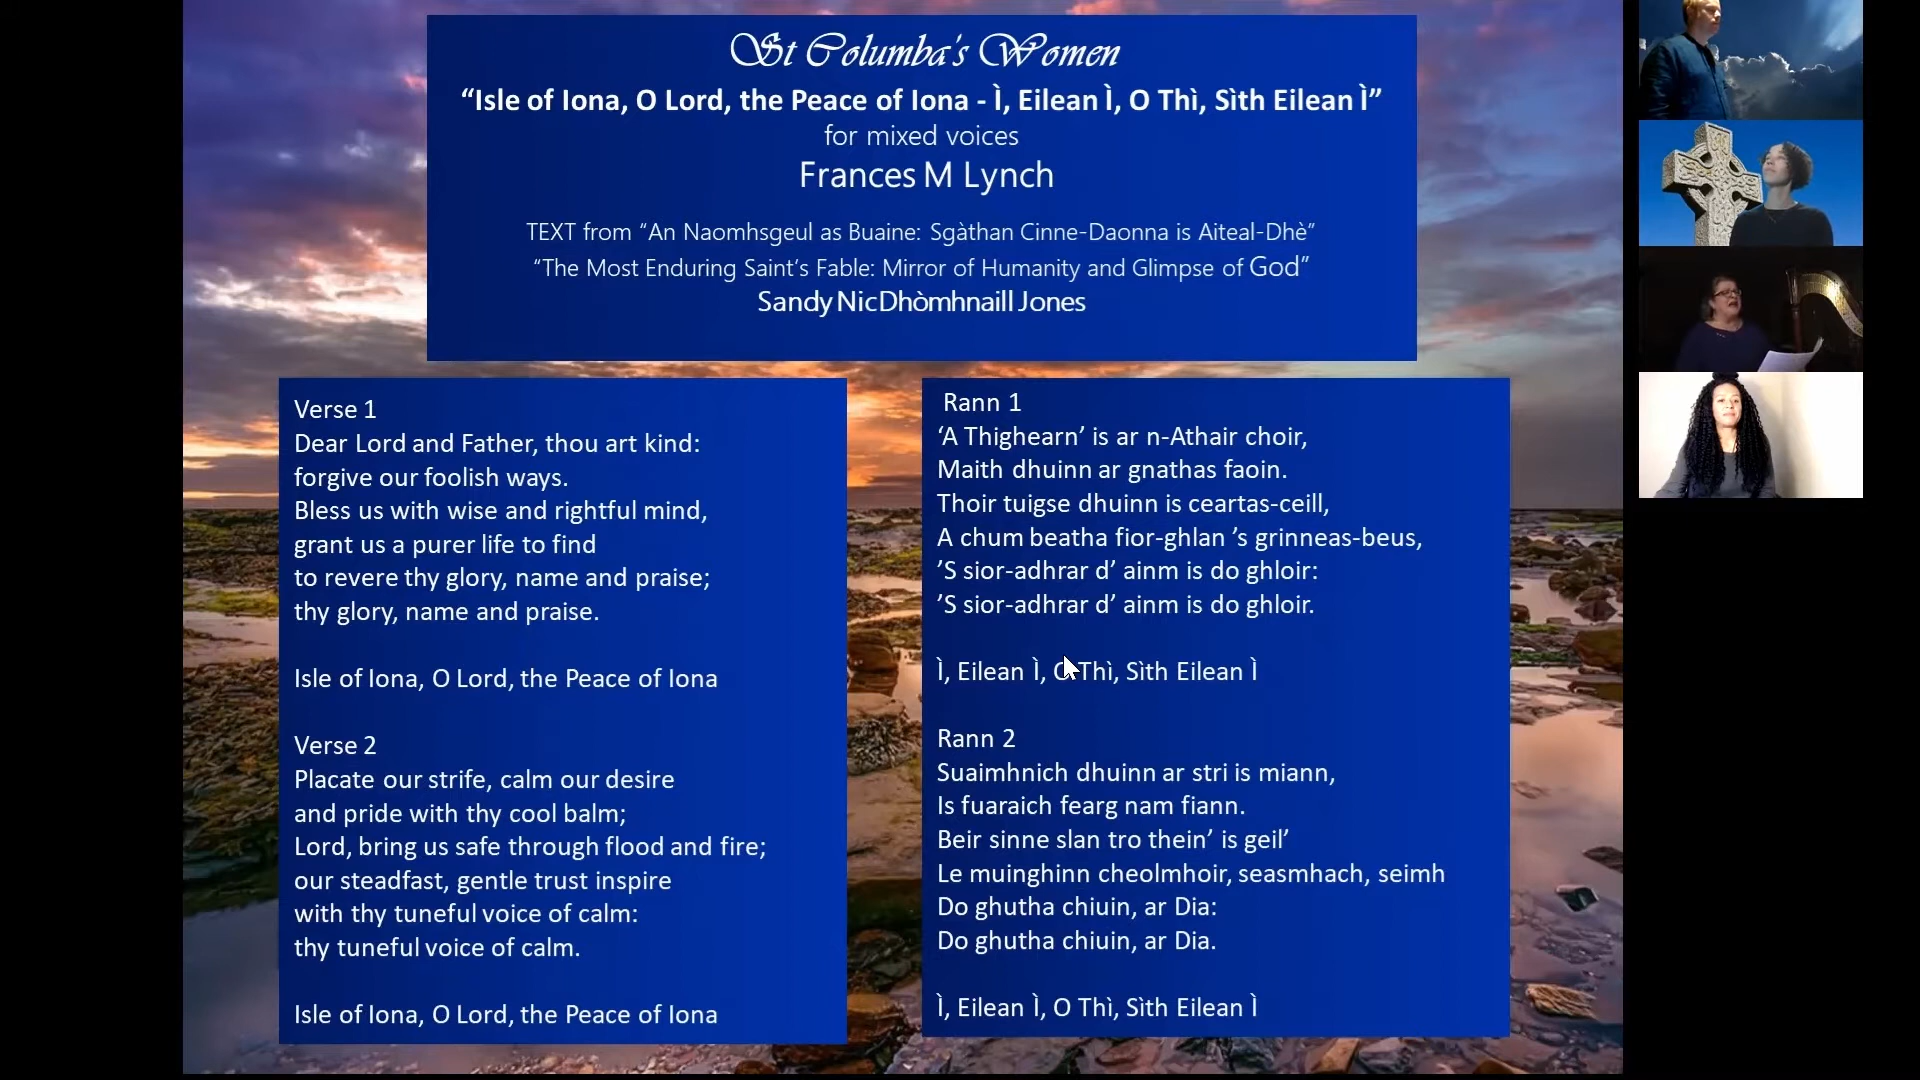 St Columba's Women
“Isle of Iona, O Lord, the Peace of Iona - Ì, Eilean Ì, O Thì, Sìth Eilean Ì”
for mixed voices
Frances M Lynch
TEXT from “An Naomhsgeul as Buaine: Sgàthan Cinne-Daonna is Aiteal-Dhè”
“The Most Enduring Saint’s Fable: Mirror of Humanity and Glimpse of God”
Sandy NicDhòmhnaill Jones
Verse 1
Dear Lord and Father, thou art kind:
forgive our foolish ways.
Bless us with wise and rightful mind,
grant us a purer life to find
to revere thy glory, name and praise;
thy glory, name and praise.
Isle of Iona, O Lord, the Peace of Iona
Verse 2
Placate our strife, calm our desire
and pride with thy cool balm;
Lord, bring us safe through flood and fire;
our steadfast, gentle trust inspire
with thy tuneful voice of calm:
thy tuneful voice of calm.
Isle of Iona, O Lord, the Peace of Iona
Rann 1
‘A Thighearn’ is ar n-Athair choir,
Maith dhuinn ar gnathas faoin.
Thoir tuigse dhuinn is ceartas-ceill,
A chum beatha fior-ghlan ’s grinneas-beus,
’S sior-adhrar d’ ainm is do ghloir:
’S sior-adhrar d’ ainm is do ghloir.
Ì, Eilean Ì, O Thì, Sìth Eilean Ì
Rann 2
Suaimhnich dhuinn ar stri is miann,
Is fuaraich fearg nam fiann.
Beir sinne slan tro thein’ is geil’
Le muinghinn cheolmhoir, seasmhach, seimh
Do ghutha chiuin, ar Dia:
Do ghutha chiuin, ar Dia.
Ì, Eilean Ì, O Thì, Sìth Eilean Ì